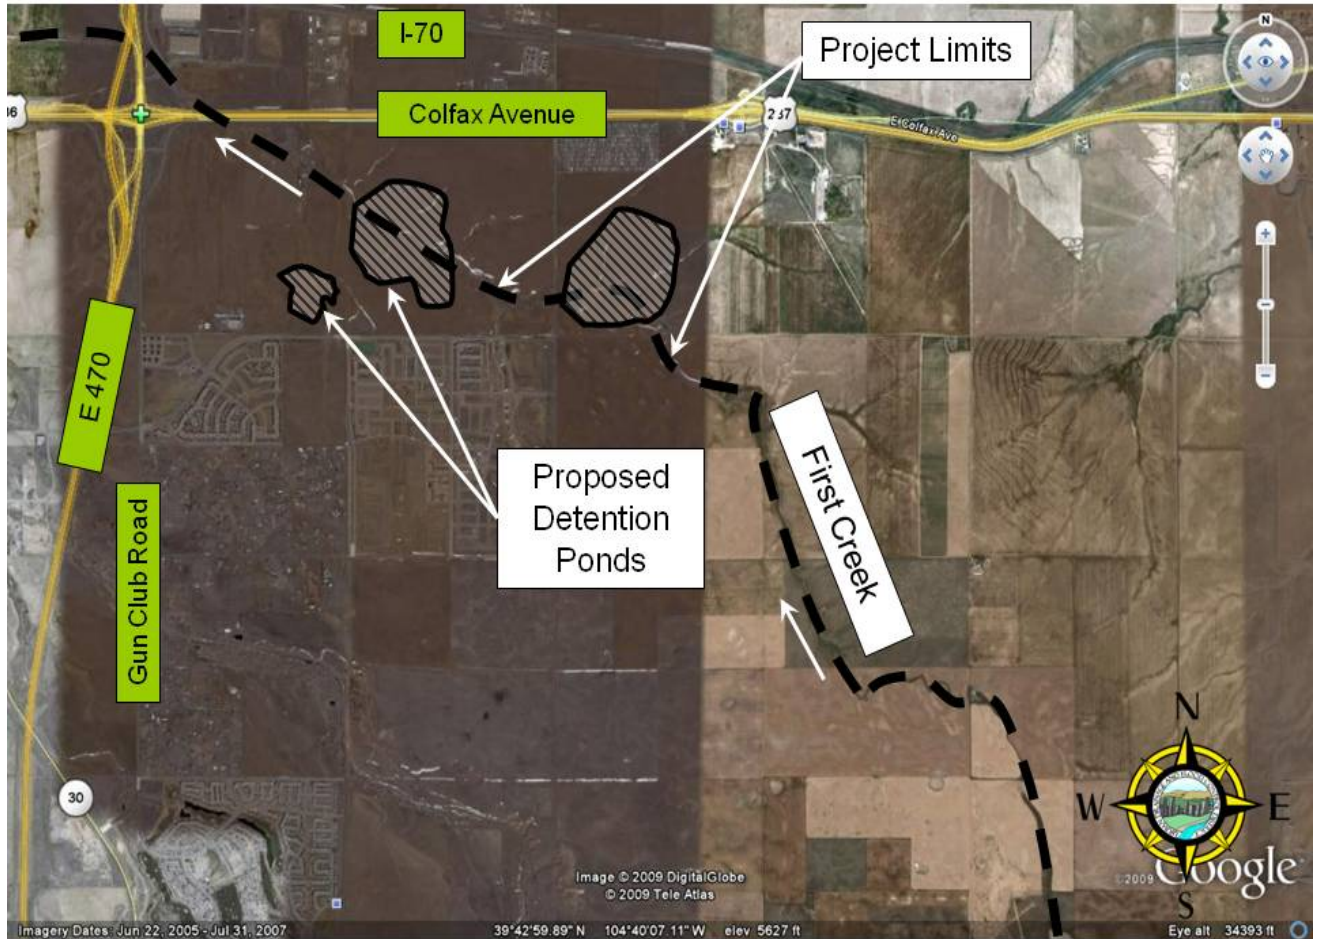 I-70
Project Limits
N
Colfax Avenue
36
287
E Colfax Ave
E 470
Proposed
Detention
Ponds
First Creek
Gun Club Road
30
N
W
E
S
Image © 2009 DigitalGlobe
© 2009 Tele Atlas
©2009 Google
Imagery Dates: Jun 22, 2005 - Jul 31, 2007
39°42'59.89" N 104°40'07.11" W elev 5627 ft
Eye alt 34393 ft